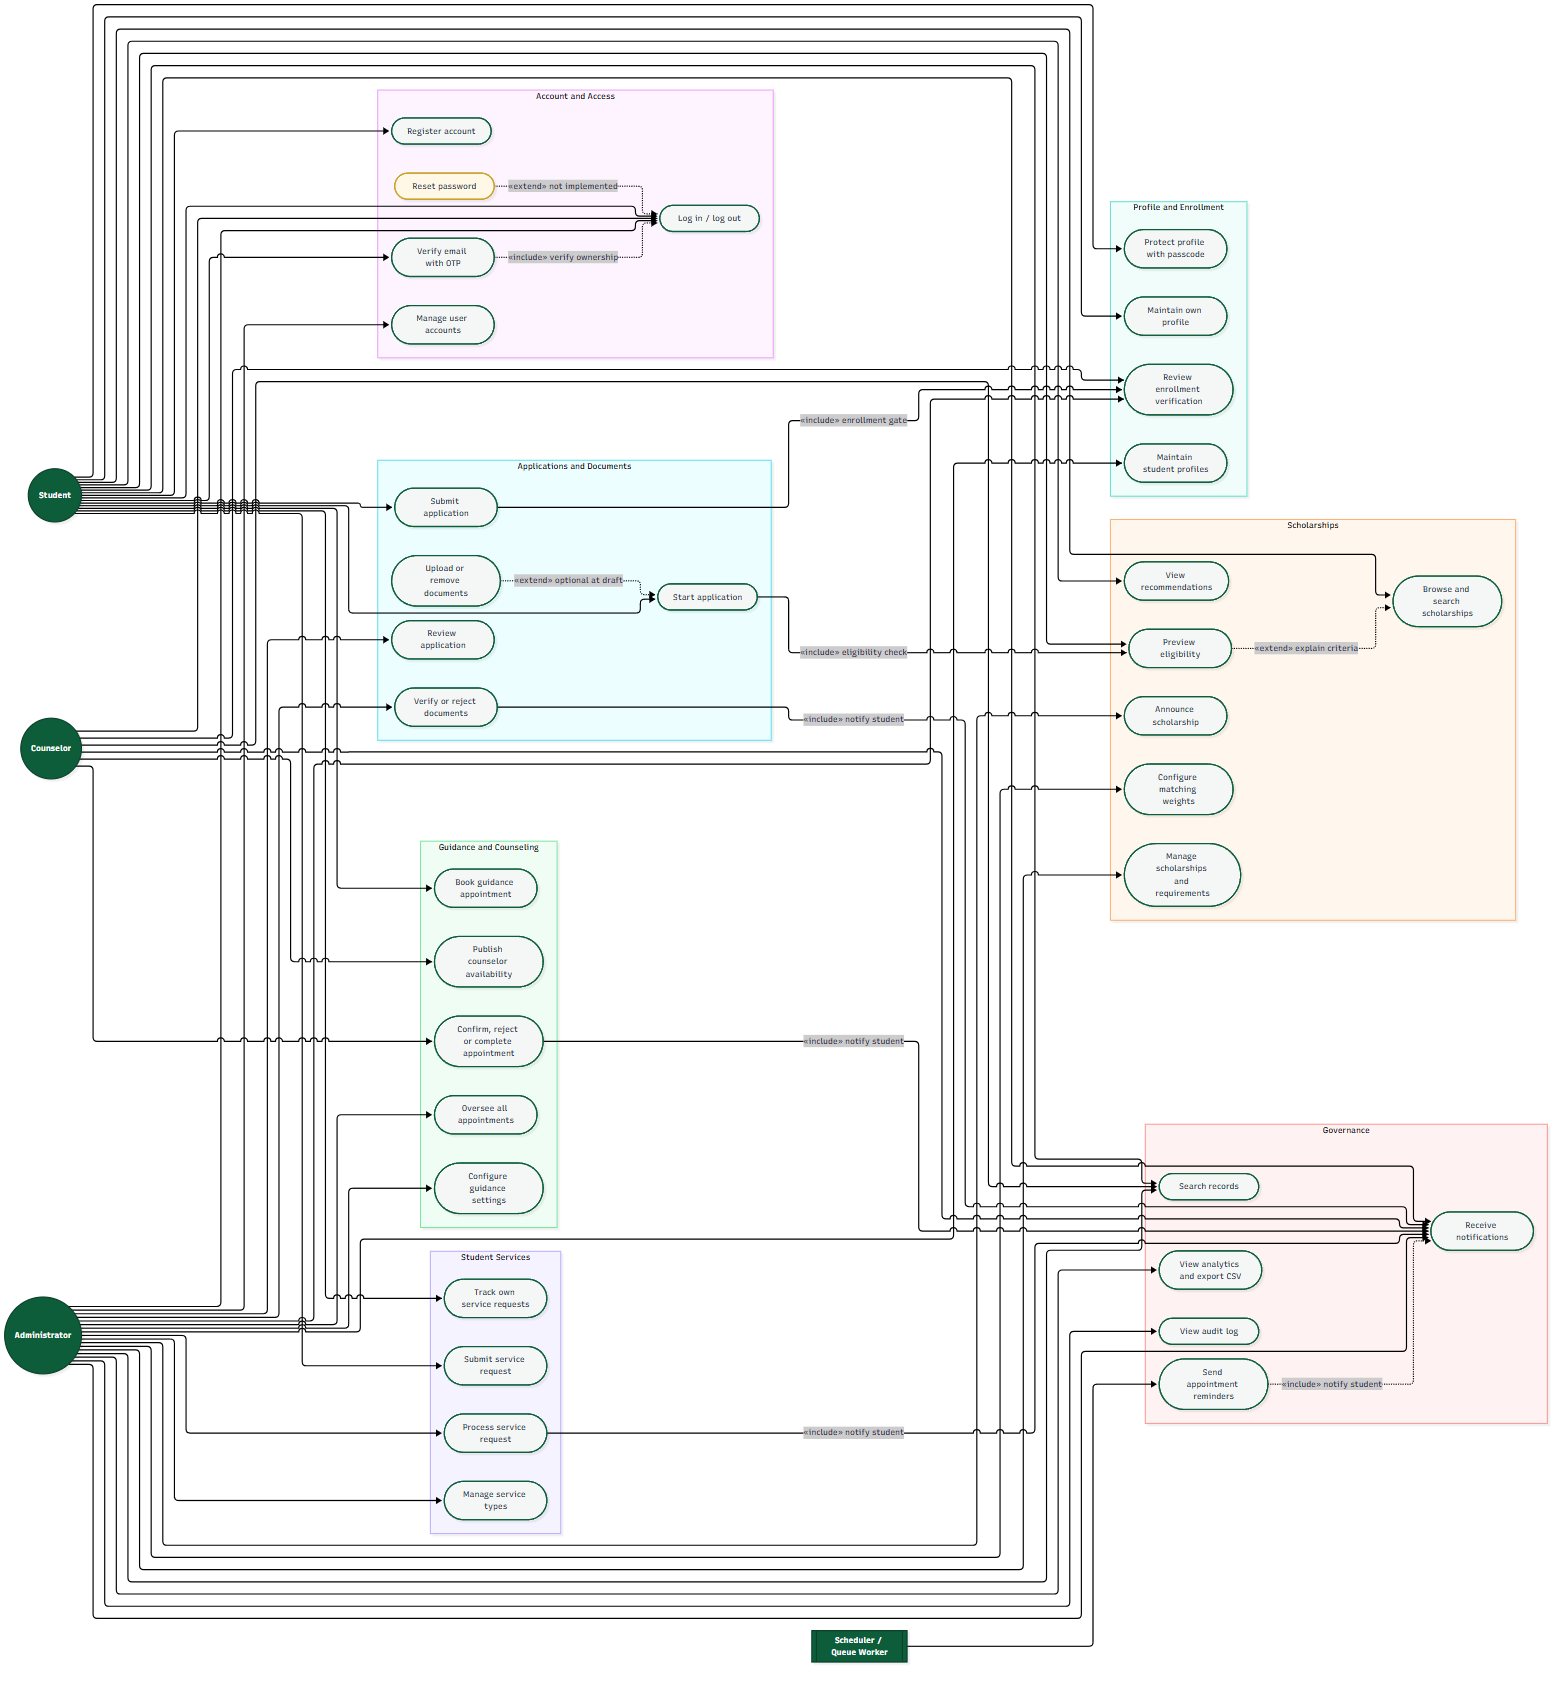 Account and Access
Register account
Reset password
«extend» not implemented
Log in / log out
Verify email
with OTP
«include» verify ownership
Manage user
accounts
Profile and Enrollment
Protect profile
with passcode
Maintain own
profile
Review
enrollment
verification
Maintain
student profiles
«include» enrollment gate
Student
Applications and Documents
Submit
application
Upload or
remove
documents
«extend» optional at draft
Start application
Review
application
Verify or reject
documents
«include» eligibility check
«include» notify student
Scholarships
View
recommendations
Browse and
search
scholarships
Preview
eligibility
«extend» explain criteria
Announce
scholarship
Configure
matching
weights
Manage
scholarships
and
requirements
Counselor
Guidance and Counseling
Book guidance
appointment
Publish
counselor
availability
Confirm, reject
or complete
appointment
«include» notify student
Oversee all
appointments
Configure
guidance
settings
Governance
Search records
Receive
notifications
View analytics
and export CSV
View audit log
Send
appointment
reminders
«include» notify student
Administrator
Student Services
Track own
service requests
Submit service
request
Process service
request
«include» notify student
Manage service
types
Scheduler /
Queue Worker